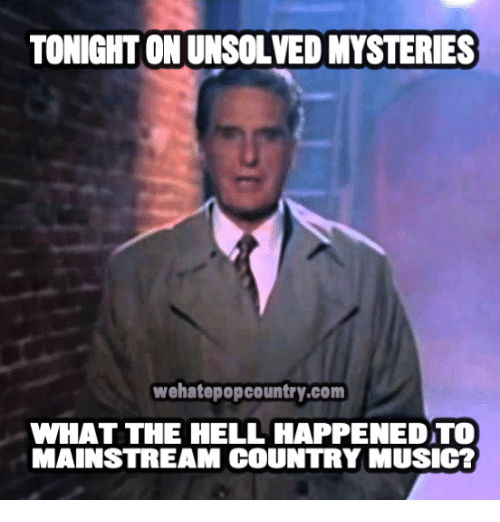 TONIGHT ON UNSOLVED MYSTERIES
wehatepopcountry.com
WHAT THE HELL HAPPENED TO
MAINSTREAM COUNTRY MUSIC?